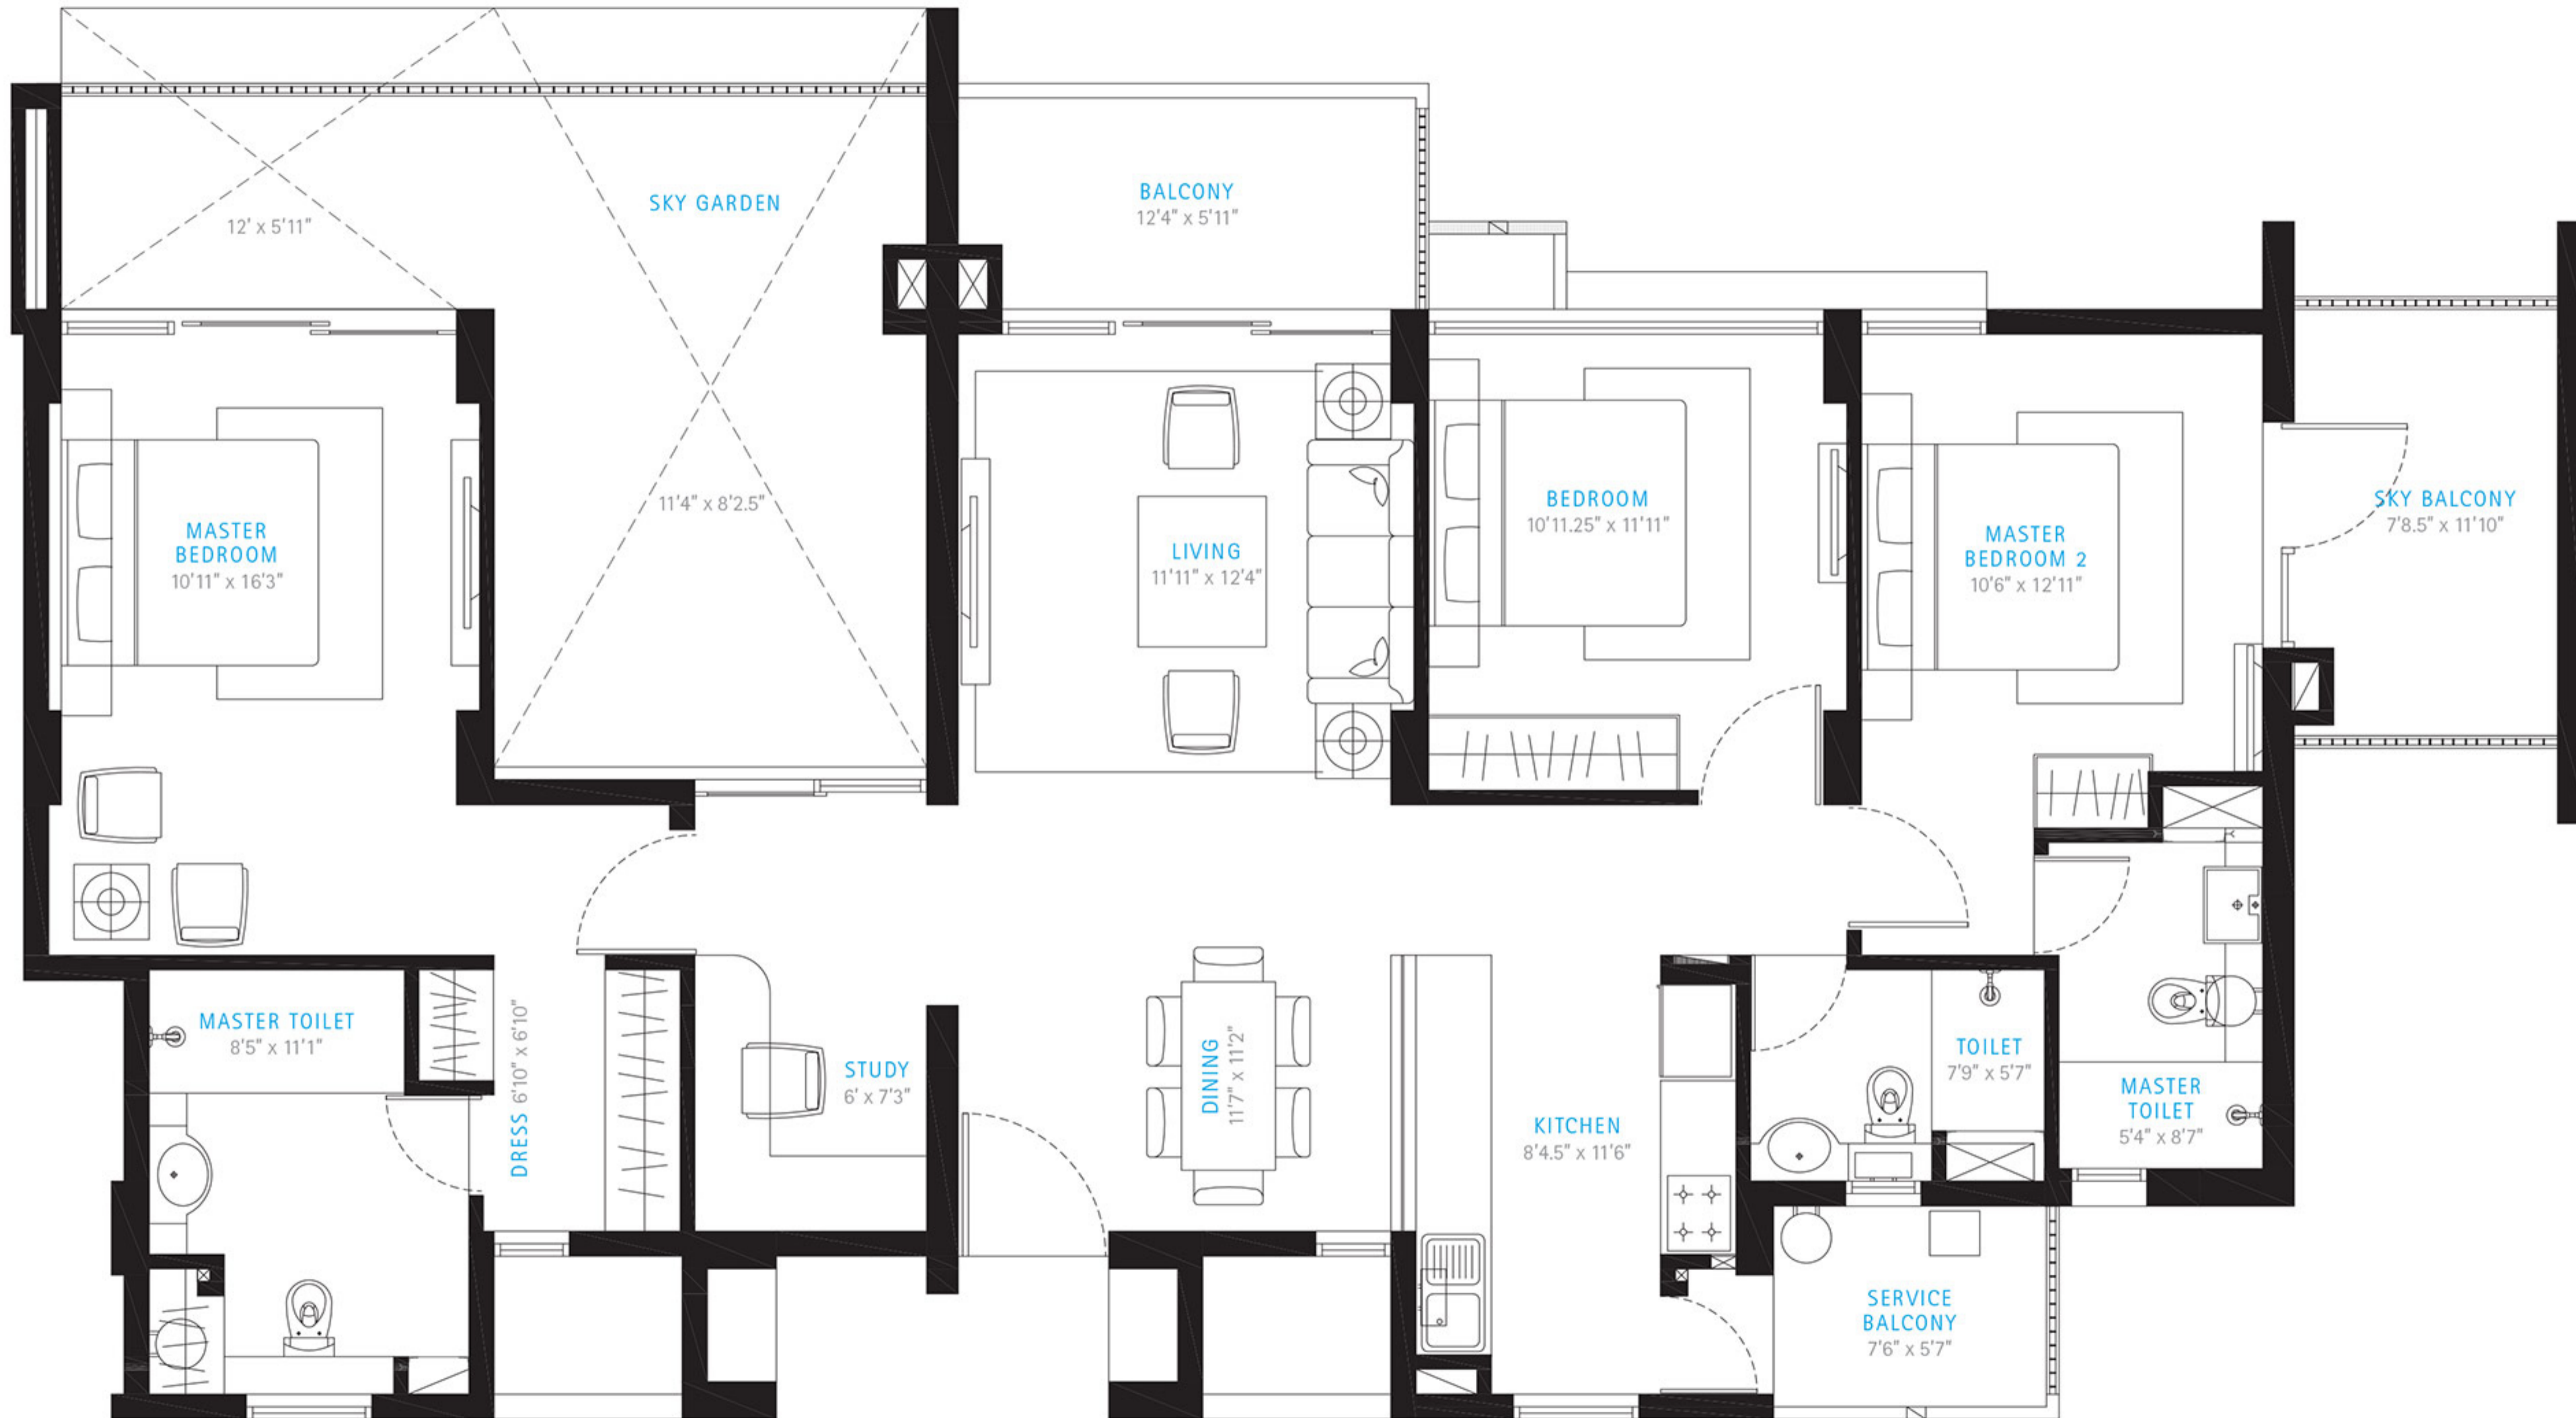 SKY GARDEN
12' x 5'11"
11'4" x 8'2.5"
BALCONY
12'4" x 5'11"
MASTER
BEDROOM
10'11" x 16'3"
LIVING
11'11" x 12'4"
BEDROOM
10'11.25" x 11'11"
MASTER
BEDROOM 2
10'6" x 12'11"
SKY BALCONY
7'8.5" x 11'10"
MASTER TOILET
8'5" x 11'1"
DRESS 6'10" x 6'10"
STUDY
6' x 7'3"
DINING
11'7" x 11'2"
KITCHEN
8'4.5" x 11'6"
TOILET
7'9" x 5'7"
MASTER
TOILET
5'4" x 8'7"
SERVICE
BALCONY
7'6" x 5'7"